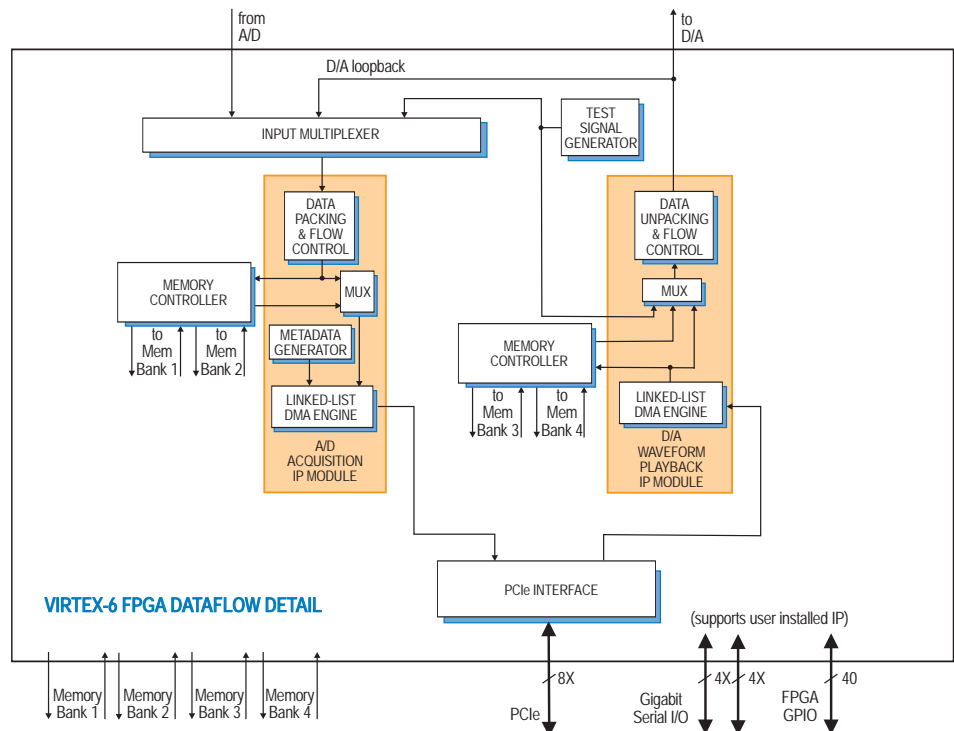 from
A/D
to
D/A
D/A loopback
INPUT MULTIPLEXER
TEST
SIGNAL
GENERATOR
DATA
PACKING
& FLOW
CONTROL
DATA
UNPACKING
& FLOW
CONTROL
MEMORY
CONTROLLER
MUX
MUX
to
Mem
Bank 1
to
Mem
Bank 2
METADATA
GENERATOR
MEMORY
CONTROLLER
LINKED-LIST
DMA ENGINE
LINKED-LIST
DMA ENGINE
to
Mem
Bank 3
to
Mem
Bank 4
A/D
ACQUISITION
IP MODULE
D/A
WAVEFORM
PLAYBACK
IP MODULE
PCIe INTERFACE
VIRTEX-6 FPGA DATAFLOW DETAIL
(supports user installed IP)
Memory
Bank 1
Memory
Bank 2
Memory
Bank 3
Memory
Bank 4
8X
PCIe
4X
4X
Gigabit
Serial I/O
40
FPGA
GPIO